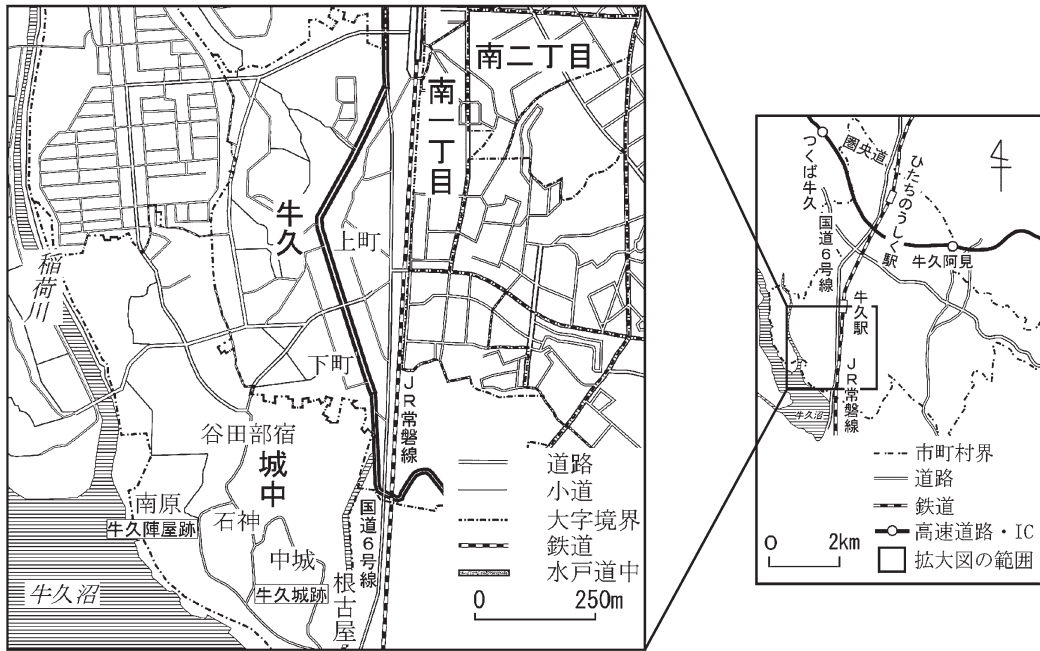 南二丁目
南一丁目
牛久
上町
稲荷川
下町
JR常磐線
谷田部宿
城中
南原
牛久陣屋跡
石神
中城
牛久城跡
国道6号線
根古屋
牛久沼
道路
小道
大字境界
鉄道
水戸道中
0 250m
圏央道
つくば牛久
ひたちのうしく駅
国道6号線
牛久阿見
牛久駅
JR常磐線
牛久沼
市町村界
道路
鉄道
高速道路・IC
拡大図の範囲
0 2km